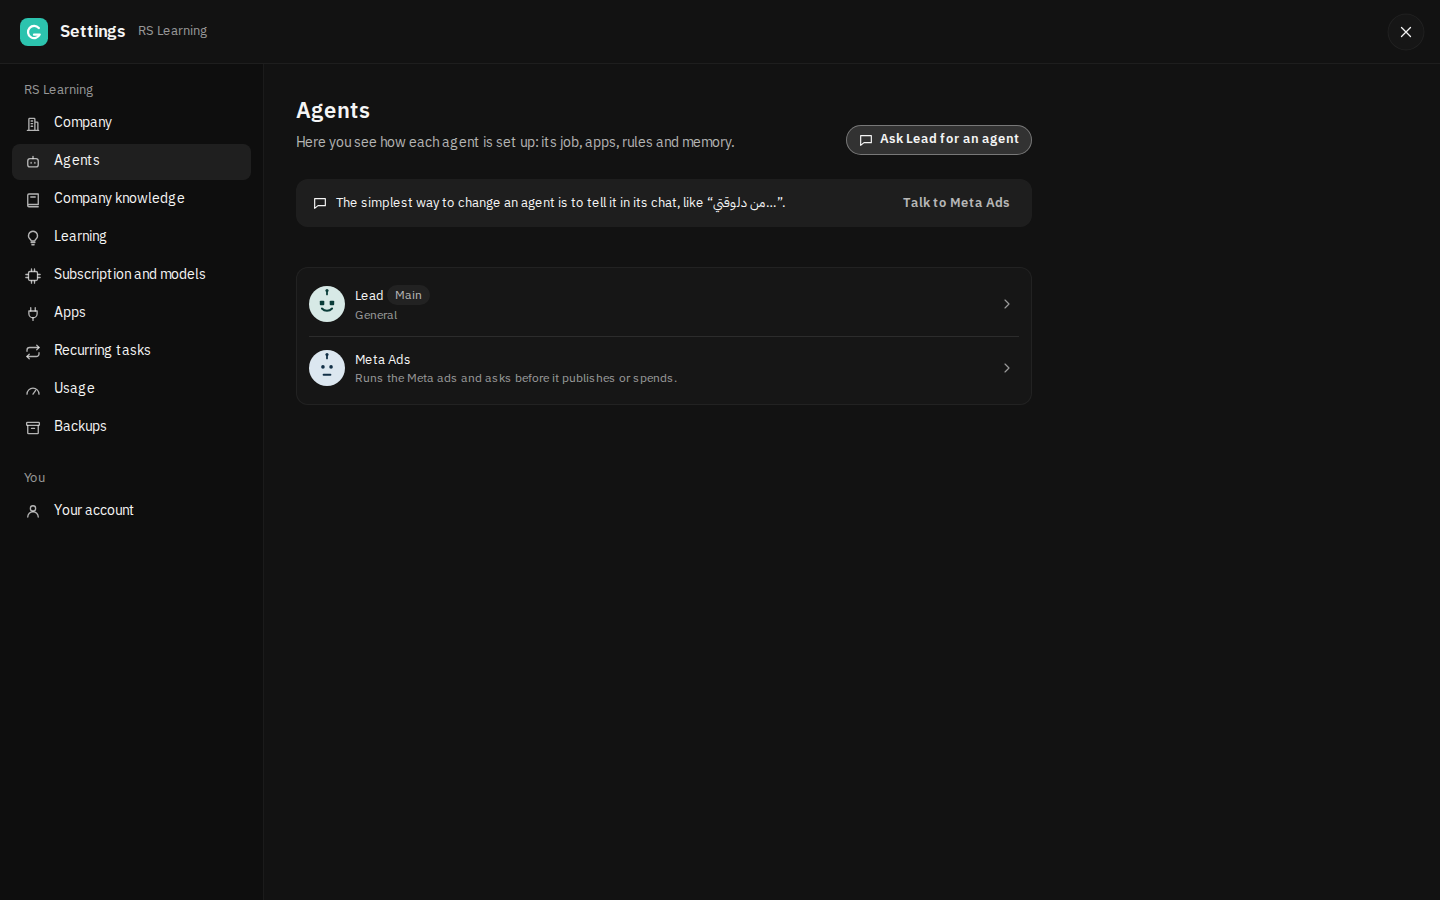 Settings RS Learning
RS Learning
Company
Agents
Company knowledge
Learning
Subscription and models
Apps
Recurring tasks
Usage
Backups
You
Your account
Agents
Here you see how each agent is set up: its job, apps, rules and memory.
Ask Lead for an agent
The simplest way to change an agent is to tell it in its chat, like “من دلوقتي…”.
Talk to Meta Ads
Lead Main
General
Meta Ads
Runs the Meta ads and asks before it publishes or spends.